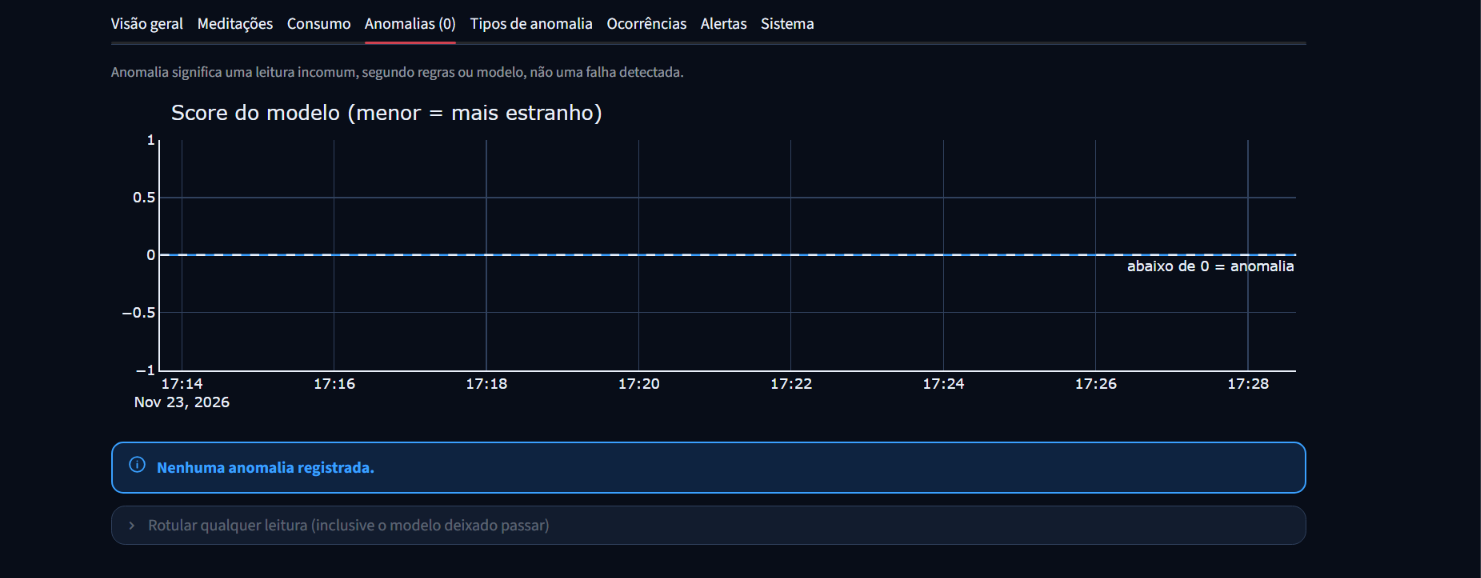 Visão geral Meditações Consumo Anomalias (0) Tipos de anomalia Ocorrências Alertas Sistema
Anomalia significa uma leitura incomum, segundo regras ou modelo, não uma falha detectada.
Score do modelo (menor = mais estranho)
1
0.5
0
abaixo de 0 = anomalia
−0.5
−1
17:14 17:16 17:18 17:20 17:22 17:24 17:26 17:28
Nov 23, 2026
Nenhuma anomalia registrada.
Rotular qualquer leitura (inclusive o modelo deixado passar)